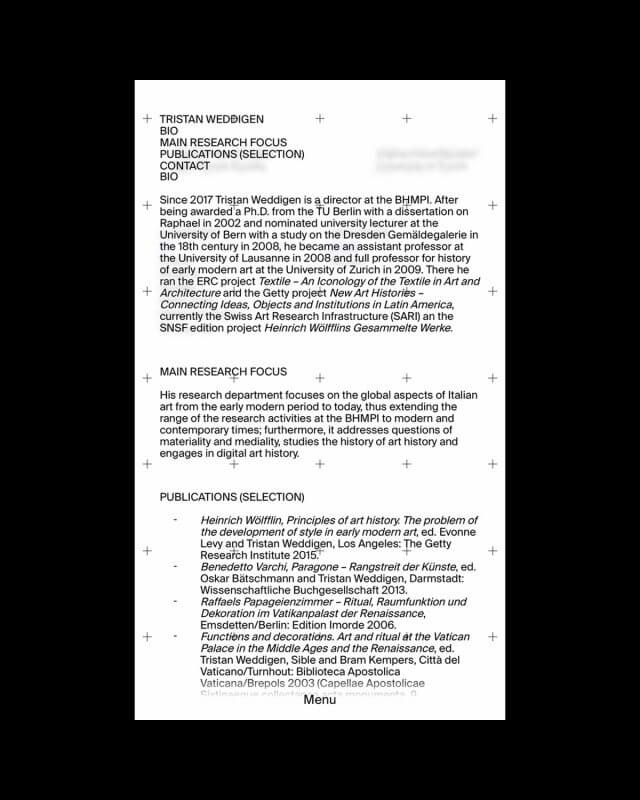 TRISTAN WEDDIGEN
BIO
MAIN RESEARCH FOCUS
PUBLICATIONS (SELECTION)
CONTACT
BIO
Since 2017 Tristan Weddigen is a director at the BHMPI. After
being awarded a Ph.D. from the TU Berlin with a dissertation on
Raphael in 2002 and nominated university lecturer at the
University of Bern with a study on the Dresden Gemäldegalerie in
the 18th century in 2008, he became an assistant professor at
the University of Lausanne in 2008 and full professor for history
of early modern art at the University of Zurich in 2009. There he
ran the ERC project Textile – An Iconology of the Textile in Art and
Architecture and the Getty project New Art Histories –
Connecting Ideas, Objects and Institutions in Latin America,
currently the Swiss Art Research Infrastructure (SARI) an the
SNSF edition project Heinrich Wölfflins Gesammelte Werke.
MAIN RESEARCH FOCUS
His research department focuses on the global aspects of Italian
art from the early modern period to today, thus extending the
range of the research activities at the BHMPI to modern and
contemporary times; furthermore, it addresses questions of
materiality and mediality, studies the history of art history and
engages in digital art history.
PUBLICATIONS (SELECTION)
- Heinrich Wölfflin, Principles of art history. The problem of
the development of style in early modern art, ed. Evonne
Levy and Tristan Weddigen, Los Angeles: The Getty
Research Institute 2015.
- Benedetto Varchi, Paragone – Rangstreit der Künste, ed.
Oskar Bätschmann and Tristan Weddigen, Darmstadt:
Wissenschaftliche Buchgesellschaft 2013.
- Raffaels Papageienzimmer – Ritual, Raumfunktion und
Dekoration im Vatikanpalast der Renaissance,
Emsdetten/Berlin: Edition Imorde 2006.
- Functions and decorations. Art and ritual at the Vatican
Palace in the Middle Ages and the Renaissance, ed.
Tristan Weddigen, Sible and Bram Kempers, Città del
Vaticano/Turnhout: Biblioteca Apostolica
Vaticana/Brepols 2003 (Capellae Apostolicae
Menu